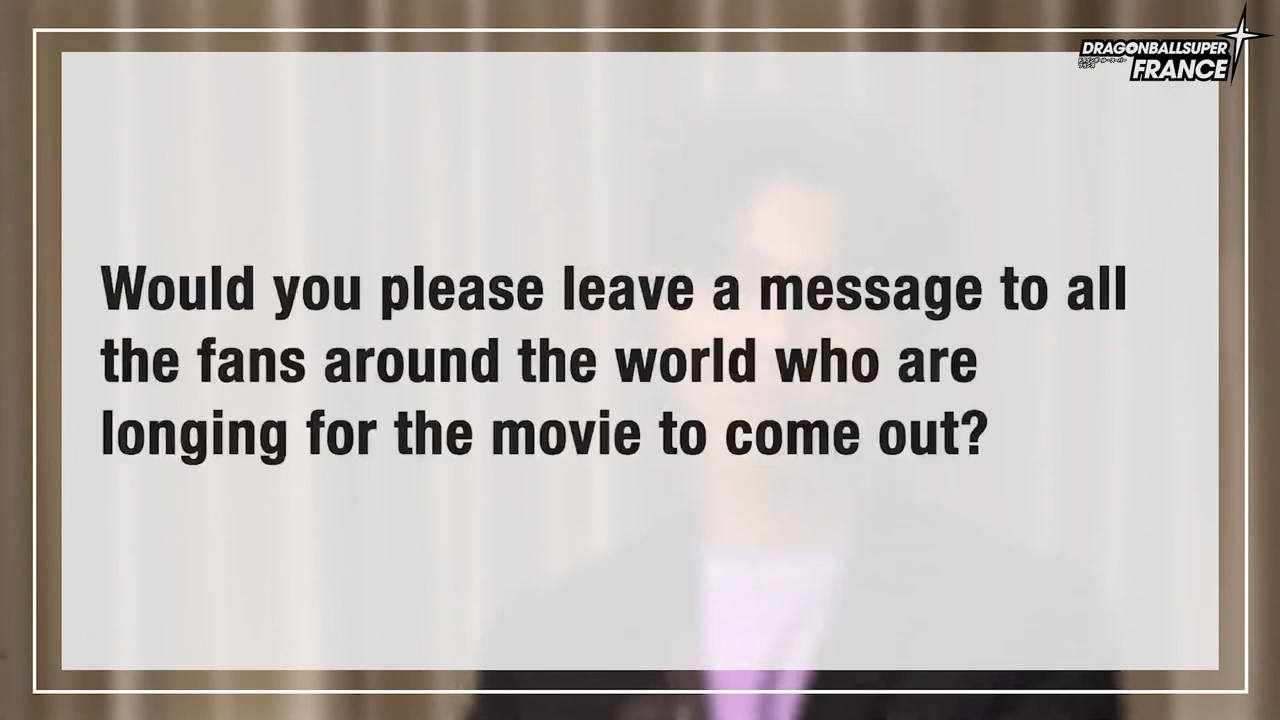 DRAGONBALLSUPER
FRANCE
Would you please leave a message to all
the fans around the world who are
longing for the movie to come out?